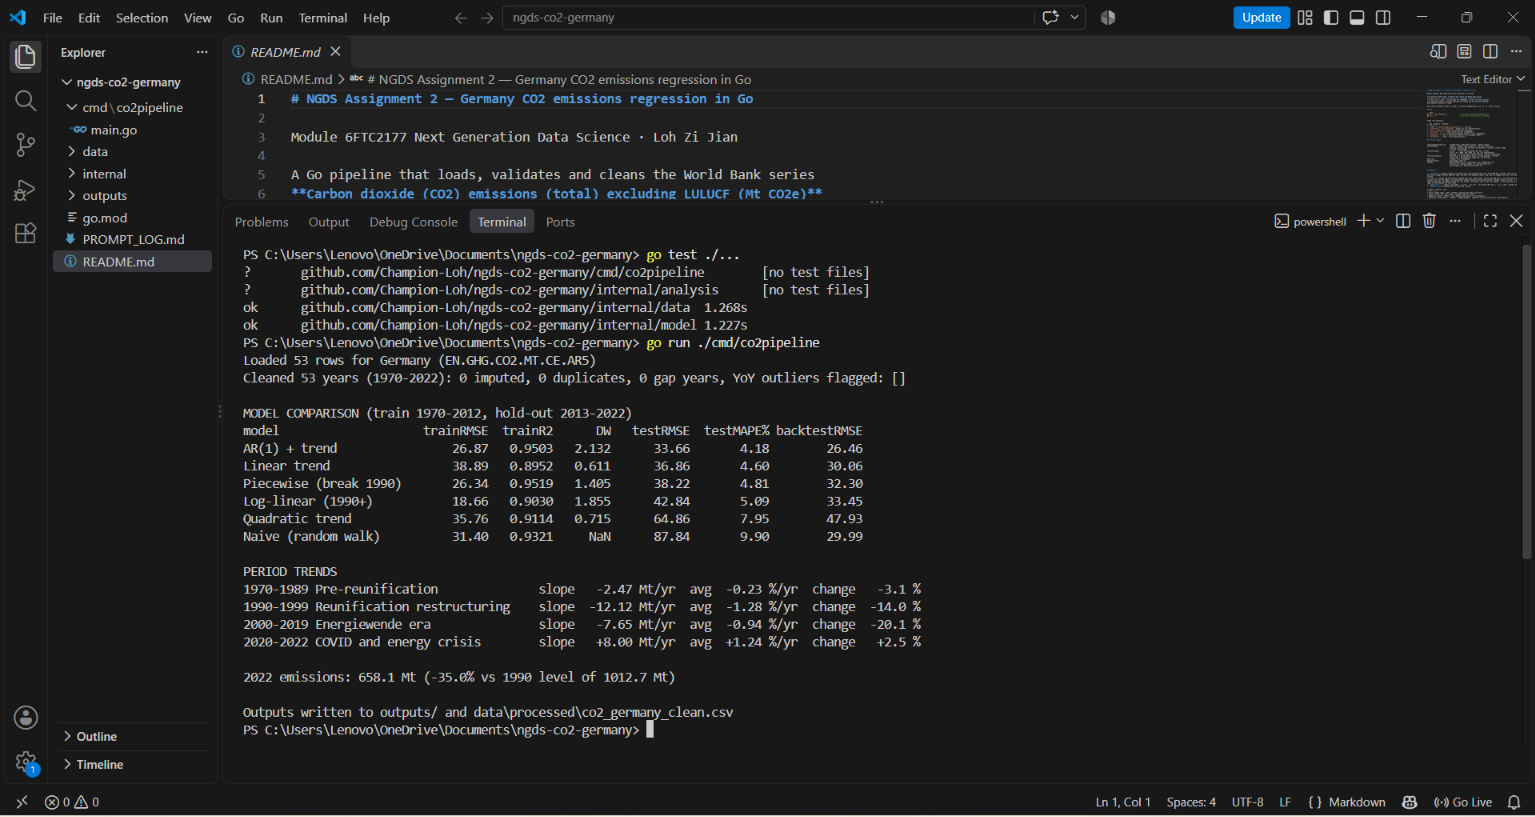 File Edit Selection View Go Run Terminal Help
ngds-co2-germany
Update
Explorer
ngds-co2-germany
cmd\co2pipeline
main.go
data
internal
outputs
go.mod
PROMPT_LOG.md
README.md
Outline
Timeline
README.md
README.md > # NGDS Assignment 2 — Germany CO2 emissions regression in Go
Text Editor
1 # NGDS Assignment 2 — Germany CO2 emissions regression in Go
2
3 Module 6FTC2177 Next Generation Data Science · Loh Zi Jian
4
5 A Go pipeline that loads, validates and cleans the World Bank series
6 **Carbon dioxide (CO2) emissions (total) excluding LULUCF (Mt CO2e)**
Problems Output Debug Console Terminal Ports
powershell
PS C:\Users\Lenovo\OneDrive\Documents\ngds-co2-germany> go test ./...
? github.com/Champion-Loh/ngds-co2-germany/cmd/co2pipeline [no test files]
? github.com/Champion-Loh/ngds-co2-germany/internal/analysis [no test files]
ok github.com/Champion-Loh/ngds-co2-germany/internal/data 1.268s
ok github.com/Champion-Loh/ngds-co2-germany/internal/model 1.227s
PS C:\Users\Lenovo\OneDrive\Documents\ngds-co2-germany> go run ./cmd/co2pipeline
Loaded 53 rows for Germany (EN.GHG.CO2.MT.CE.AR5)
Cleaned 53 years (1970-2022): 0 imputed, 0 duplicates, 0 gap years, YoY outliers flagged: []
MODEL COMPARISON (train 1970-2012, hold-out 2013-2022)
model trainRMSE trainR2 DW testRMSE testMAPE% backtestRMSE
AR(1) + trend 26.87 0.9503 2.132 33.66 4.18 26.46
Linear trend 38.89 0.8952 0.611 36.86 4.60 30.06
Piecewise (break 1990) 26.34 0.9519 1.405 38.22 4.81 32.30
Log-linear (1990+) 18.66 0.9030 1.855 42.84 5.09 33.45
Quadratic trend 35.76 0.9114 0.715 64.86 7.95 47.93
Naive (random walk) 31.40 0.9321 NaN 87.84 9.90 29.99
PERIOD TRENDS
1970-1989 Pre-reunification slope -2.47 Mt/yr avg -0.23 %/yr change -3.1 %
1990-1999 Reunification restructuring slope -12.12 Mt/yr avg -1.28 %/yr change -14.0 %
2000-2019 Energiewende era slope -7.65 Mt/yr avg -0.94 %/yr change -20.1 %
2020-2022 COVID and energy crisis slope +8.00 Mt/yr avg +1.24 %/yr change +2.5 %
2022 emissions: 658.1 Mt (-35.0% vs 1990 level of 1012.7 Mt)
Outputs written to outputs/ and data\processed\co2_germany_clean.csv
PS C:\Users\Lenovo\OneDrive\Documents\ngds-co2-germany>
1
0 0
Ln 1, Col 1 Spaces: 4 UTF-8 LF { } Markdown Go Live